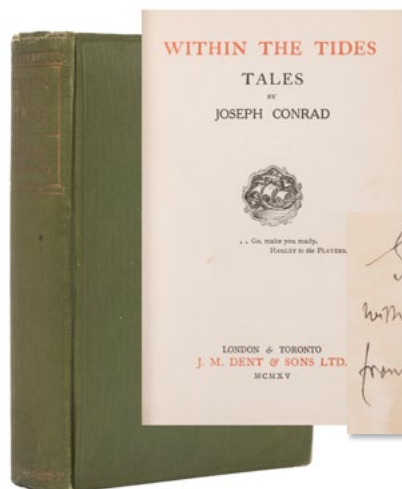 WITHIN THE TIDES
TALES
BY
JOSEPH CONRAD
. . Go, make you ready.
HAMLET to the PLAYERS.
LONDON & TORONTO
J. M. DENT & SONS LTD.
MCMXV
from